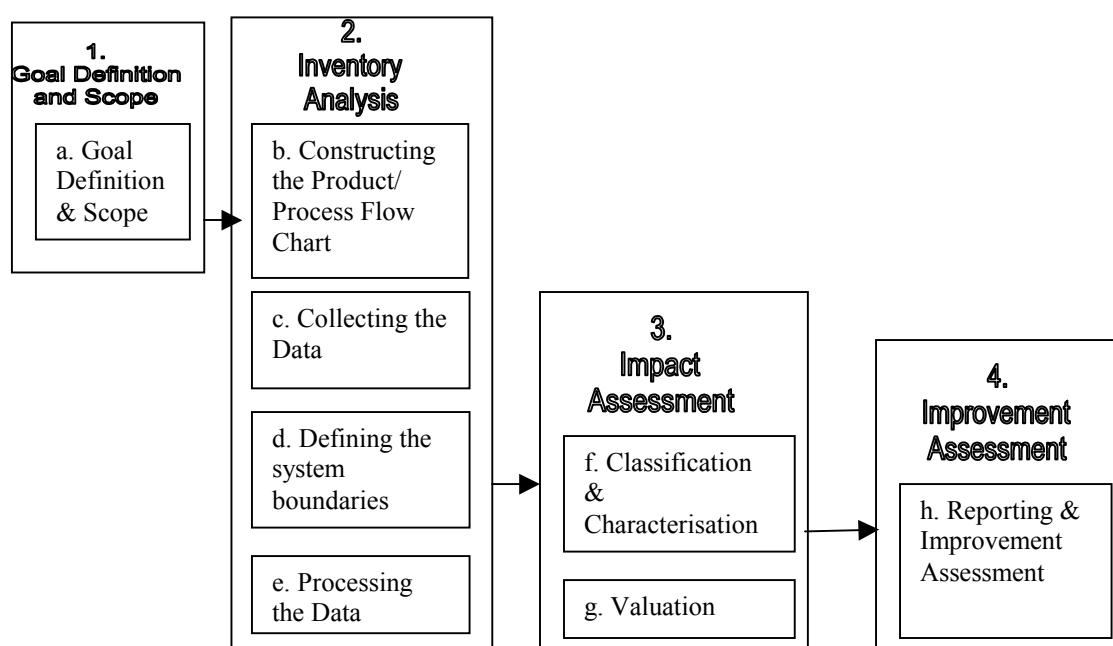 1.
Goal Definition
and Scope
a. Goal
Definition
& Scope
2.
Inventory
Analysis
b. Constructing
the Product/
Process Flow
Chart
c. Collecting the
Data
d. Defining the
system
boundaries
e. Processing
the Data
3.
Impact
Assessment
f. Classification
&
Characterisation
g. Valuation
4.
Improvement
Assessment
h. Reporting &
Improvement
Assessment